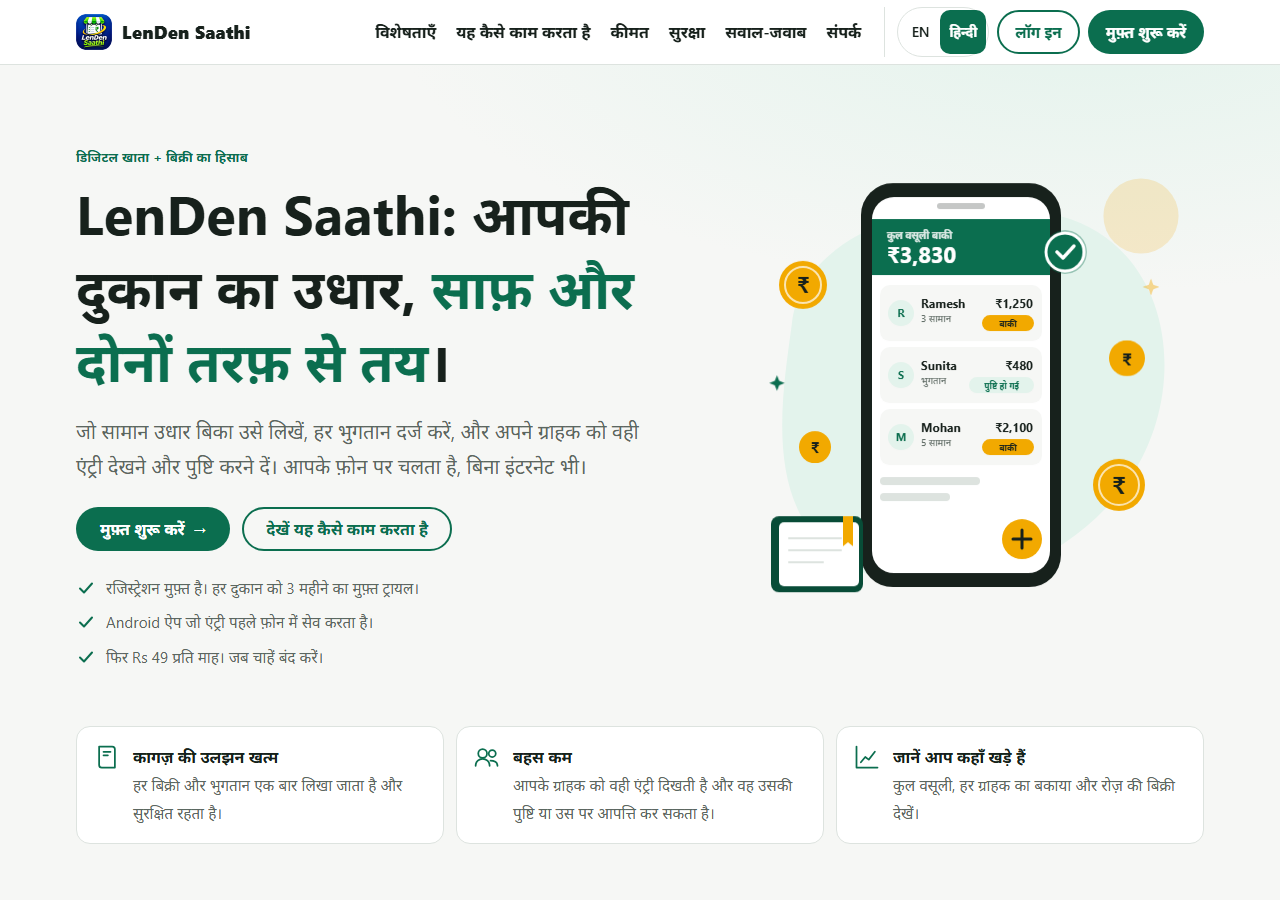 LenDen Saathi
LenDen Saathi
विशेषताएँ
यह कैसे काम करता है
कीमत
सुरक्षा
सवाल-जवाब
संपर्क
EN
हिन्दी
लॉग इन
मुफ़्त शुरू करें
डिजिटल खाता + बिक्री का हिसाब
LenDen Saathi: आपकी
दुकान का उधार, साफ़ और
दोनों तरफ़ से तय।
जो सामान उधार बिका उसे लिखें, हर भुगतान दर्ज करें, और अपने ग्राहक को वही
एंट्री देखने और पुष्टि करने दें। आपके फ़ोन पर चलता है, बिना इंटरनेट भी।
मुफ़्त शुरू करें →
देखें यह कैसे काम करता है
रजिस्ट्रेशन मुफ़्त है। हर दुकान को 3 महीने का मुफ़्त ट्रायल।
Android ऐप जो एंट्री पहले फ़ोन में सेव करता है।
फिर Rs 49 प्रति माह। जब चाहें बंद करें।
कुल वसूली बाकी
₹3,830
R
Ramesh
₹1,250
3 सामान
बाकी
S
Sunita
₹480
भुगतान
पुष्टि हो गई
M
Mohan
₹2,100
5 सामान
बाकी
₹
₹
₹
₹
कागज़ की उलझन खत्म
हर बिक्री और भुगतान एक बार लिखा जाता है और
सुरक्षित रहता है।
बहस कम
आपके ग्राहक को वही एंट्री दिखती है और वह उसकी
पुष्टि या उस पर आपत्ति कर सकता है।
जानें आप कहाँ खड़े हैं
कुल वसूली, हर ग्राहक का बकाया और रोज़ की बिक्री
देखें।